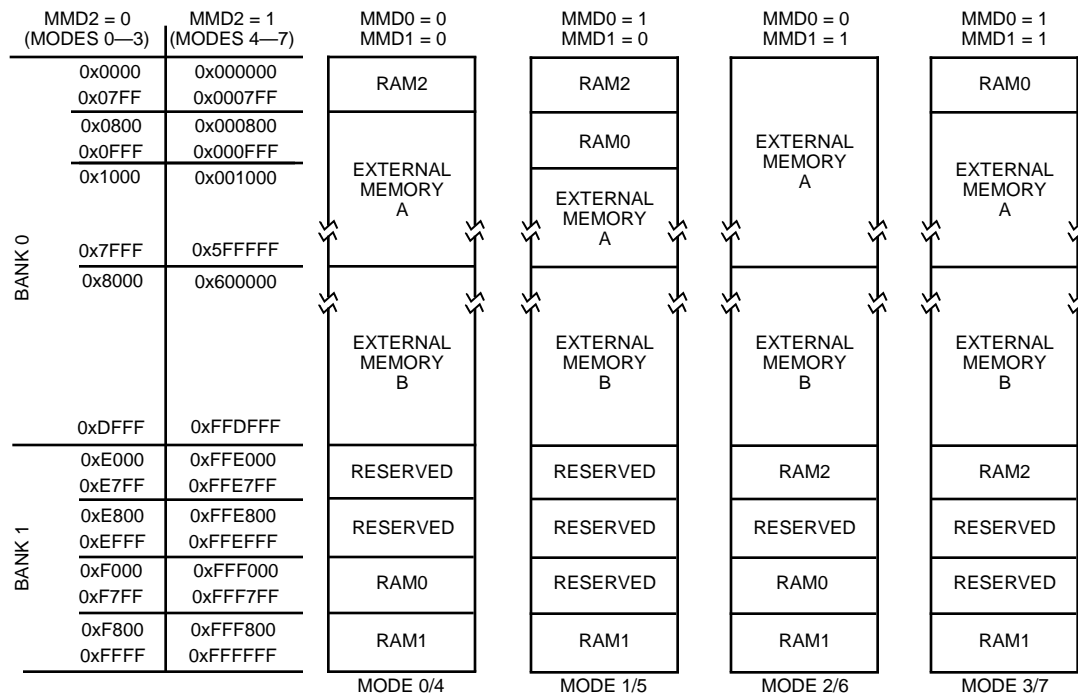 MMD2 = 0 MMD2 = 1 MMD0 = 0 MMD0 = 1 MMD0 = 0 MMD0 = 1
(MODES 0—3) (MODES 4—7) MMD1 = 0 MMD1 = 0 MMD1 = 1 MMD1 = 1
BANK 0
0x0000 0x000000
0x07FF 0x0007FF
RAM2 RAM2 RAM0
0x0800 0x000800
0x0FFF 0x000FFF
RAM0
0x1000 0x001000
0x7FFF 0x5FFFFF
EXTERNAL
MEMORY
A
EXTERNAL
MEMORY
A
EXTERNAL
MEMORY
A
EXTERNAL
MEMORY
A
0x8000 0x600000
0xDFFF 0xFFDFFF
EXTERNAL
MEMORY
B
EXTERNAL
MEMORY
B
EXTERNAL
MEMORY
B
EXTERNAL
MEMORY
B
BANK 1
0xE000 0xFFE000
0xE7FF 0xFFE7FF
RESERVED RESERVED RAM2 RAM2
0xE800 0xFFE800
0xEFFF 0xFFEFFF
RESERVED RESERVED RESERVED RESERVED
0xF000 0xFFF000
0xF7FF 0xFFF7FF
RAM0 RESERVED RAM0 RESERVED
0xF800 0xFFF800
0xFFFF 0xFFFFFF
RAM1 RAM1 RAM1 RAM1
MODE 0/4 MODE 1/5 MODE 2/6 MODE 3/7